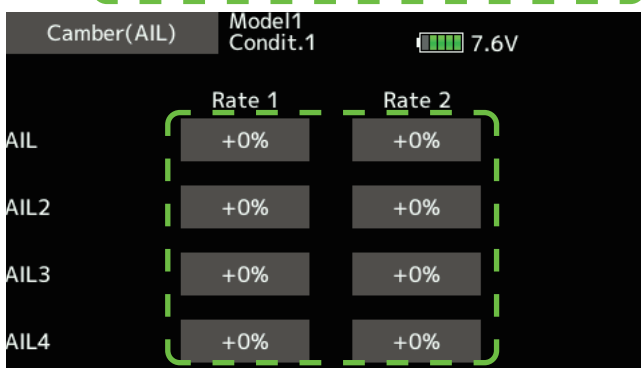 Camber(AIL)
Model1
Condit.1
7.6V
Rate 1 Rate 2
AIL +0% +0%
AIL2 +0% +0%
AIL3 +0% +0%
AIL4 +0% +0%